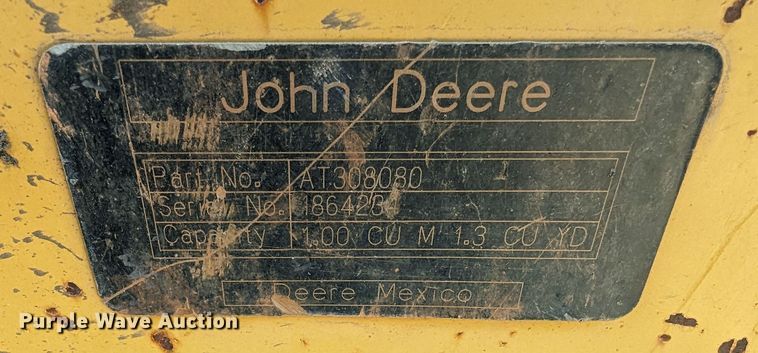 John Deere
Part No. AT308080
Serial No.
Capacity 1.00 CU M 1.3 CU YD
Deere Mexico
Purple Wave Auction